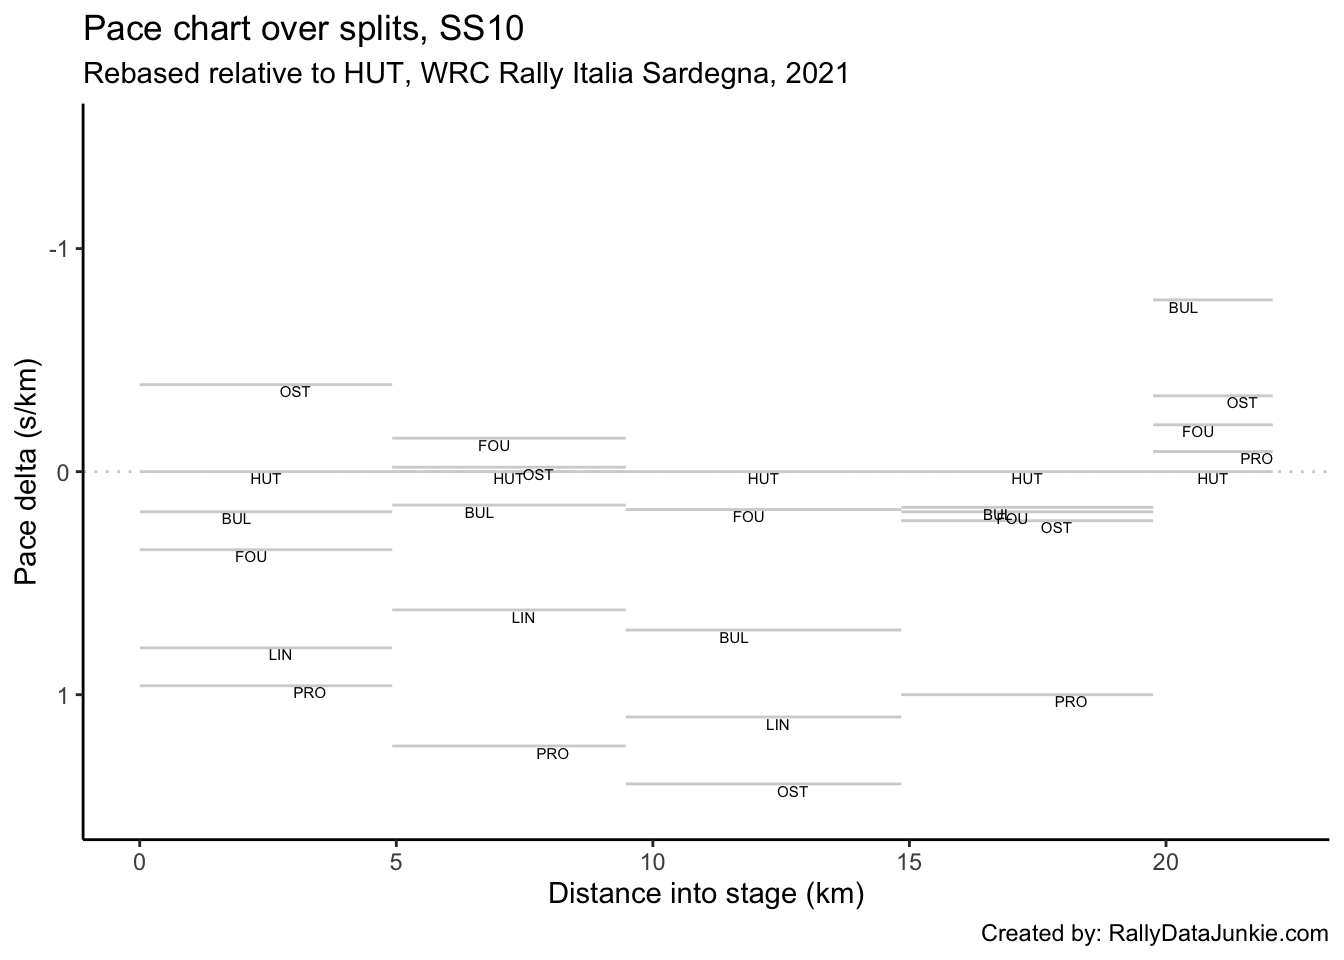 Pace chart over splits, SS10
Rebased relative to HUT, WRC Rally Italia Sardegna, 2021
Pace delta (s/km)
-1
0
1
OST
HUT
BUL
FOU
LIN
PRO
FOU
OST
HUT
BUL
LIN
PRO
HUT
FOU
BUL
LIN
OST
HUT
BUL
FOU
OST
PRO
BUL
OST
FOU
PRO
HUT
0 5 10 15 20
Distance into stage (km)
Created by: RallyDataJunkie.com